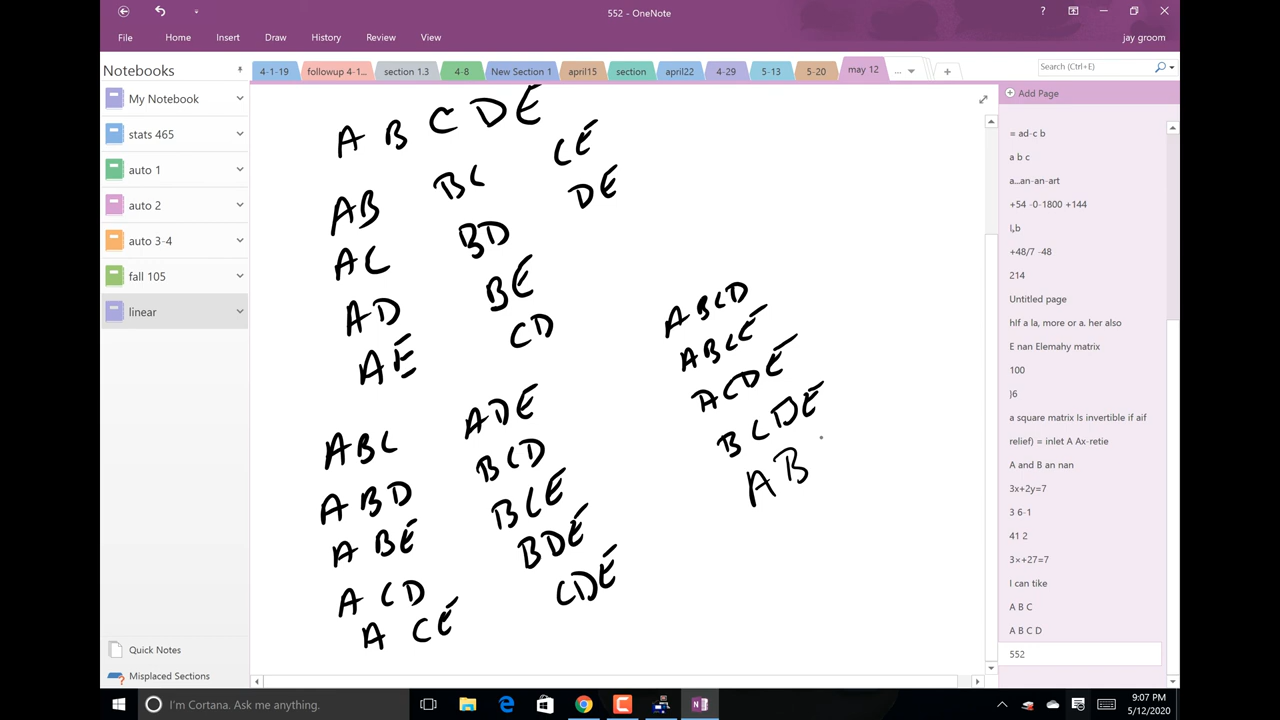 552 - OneNote
?
File Home Insert Draw History Review View
jay groom
Notebooks
4-1-19 followup 4-1... section 1.3 4-8 New Section 1 april15 section april22 4-29 5-13 5-20 may 12 ...
Search (Ctrl+E)
My Notebook
stats 465
auto 1
auto 2
auto 3-4
fall 105
linear
Quick Notes
Misplaced Sections
A B C D E
AB BC CE
AC BD DE
AD BE
AE CD
ABC ADE
ABD BCD
ABE BCE
ACD BDE
ACE CDE
ABCD
ABCE
ACDE
BCDE
AB
Add Page
= ad-c b
a b c
a...an-an-art
+54 -0-1800 +144
l,b
+48/7 -48
214
Untitled page
hIf a la, more or a. her also
E nan Elemahy matrix
100
)6
a square matrix Is invertible if aif
relief) = inlet A Ax-retie
A and B an nan
3x+2y=7
3 6-1
41 2
3×+27=7
I can tike
A B C
A B C D
552
I'm Cortana. Ask me anything.
9:07 PM
5/12/2020